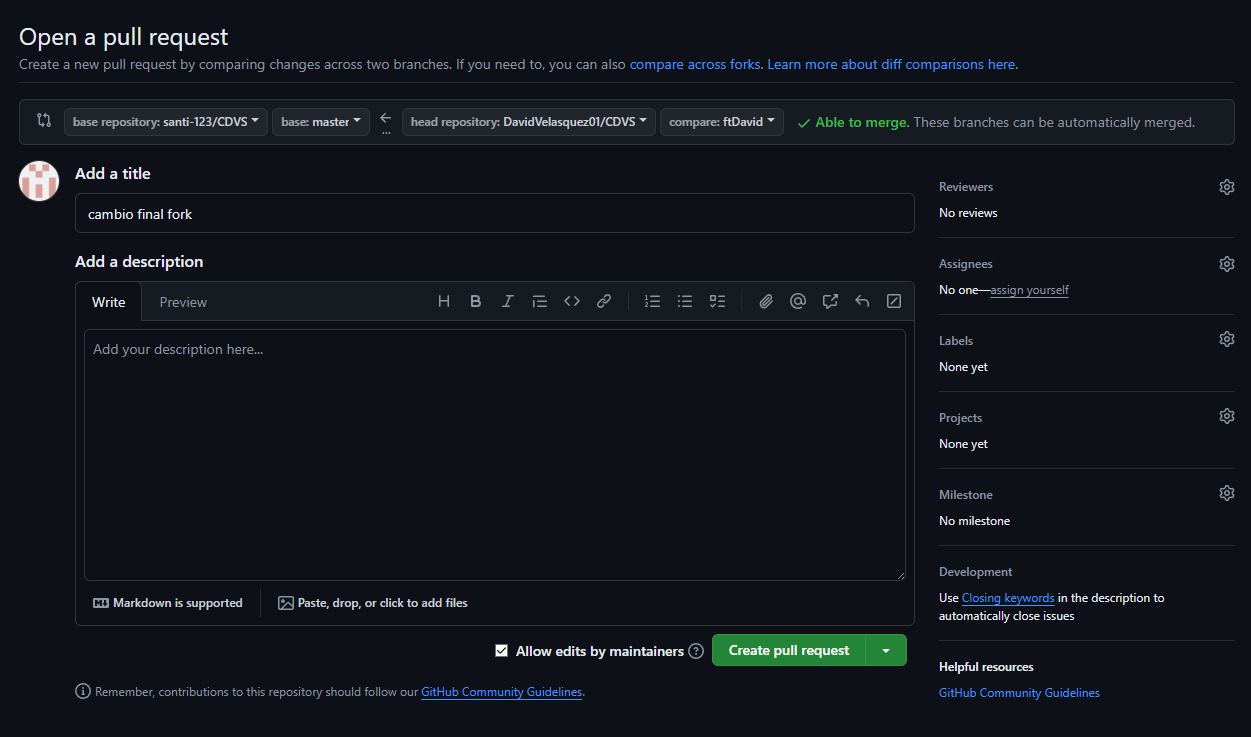 Open a pull request
Create a new pull request by comparing changes across two branches. If you need to, you can also compare across forks. Learn more about diff comparisons here.
base repository: santi-123/CDVS
base: master
...
head repository: DavidVelasquez01/CDVS
compare: ftDavid
Able to merge. These branches can be automatically merged.
Add a title
cambio final fork
Add a description
Write
Preview
Add your description here...
Markdown is supported
Paste, drop, or click to add files
Allow edits by maintainers
Create pull request
Remember, contributions to this repository should follow our GitHub Community Guidelines.
Reviewers
No reviews
Assignees
No one—assign yourself
Labels
None yet
Projects
None yet
Milestone
No milestone
Development
Use Closing keywords in the description to
automatically close issues
Helpful resources
GitHub Community Guidelines